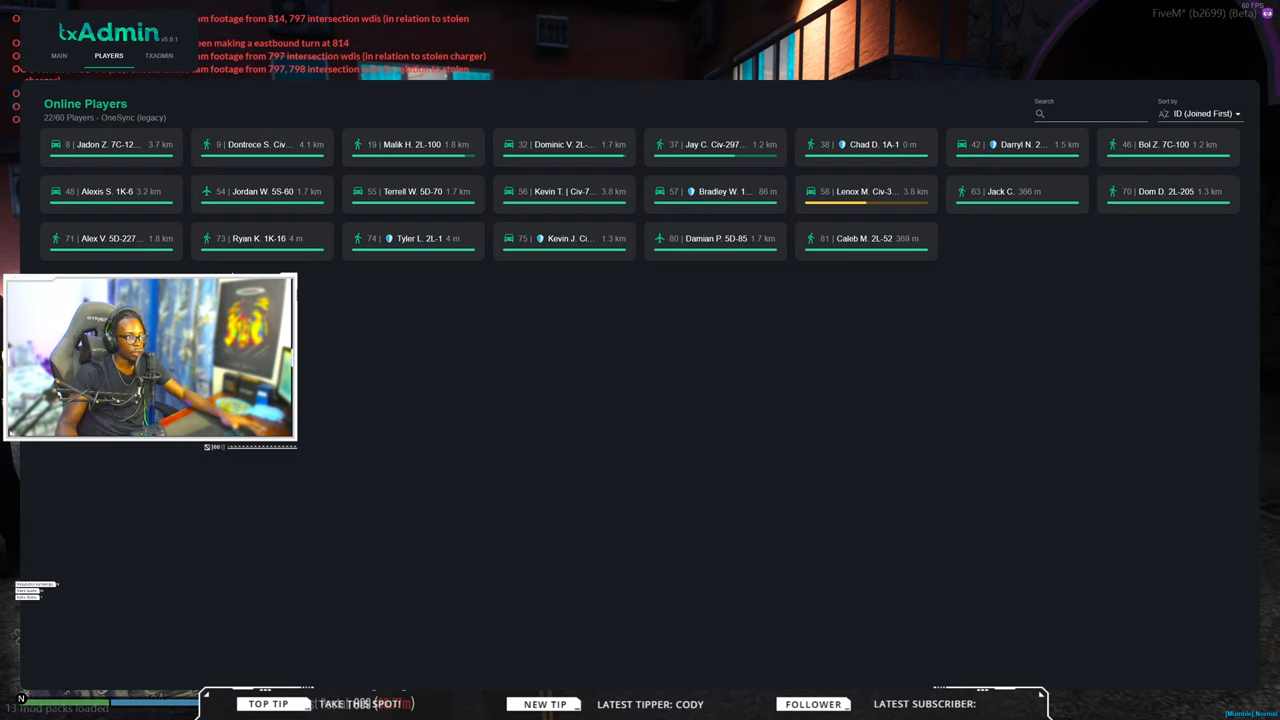 60 FPS
FiveM* (b2699) (Beta)
am footage from 814, 797 intersection wdis (in relation to stolen
een making a eastbound turn at 814
am footage from 797 intersection wdis (in relation to stolen charger)
txAdmin v5.0.1
MAIN PLAYERS TXADMIN
Online Players
22/60 Players - OneSync (legacy)
Search
Sort by
ID (Joined First)
8 | Jadon Z. 7C-12... 3.7 km
9 | Dontrece S. Civ... 4.1 km
19 | Malik H. 2L-100 1.8 km
32 | Dominic V. 2L-... 1.7 km
37 | Jay C. Civ-297... 1.2 km
38 | Chad D. 1A-1 0 m
42 | Darryl N. 2... 1.5 km
46 | Bol Z. 7C-100 1.2 km
48 | Alexis S. 1K-6 3.2 km
54 | Jordan W. 5S-60 1.7 km
55 | Terrell W. 5D-70 1.7 km
56 | Kevin T. | Civ-7... 3.8 km
57 | Bradley W. 1... 86 m
58 | Lenox M. Civ-3... 3.8 km
63 | Jack C. 366 m
70 | Dom D. 2L-205 1.3 km
71 | Alex V. 5D-227... 1.8 km
73 | Ryan K. 1K-16 4 m
74 | Tyler L. 2L-1 4 m
75 | Kevin J. Ci... 1.3 km
80 | Damian P. 5D-85 1.7 km
81 | Caleb M. 2L-52 369 m
N
13 mod packs loaded
TOP TIP
NEW TIP
LATEST TIPPER: CODY
FOLLOWER
LATEST SUBSCRIBER:
[Mumble] Normal